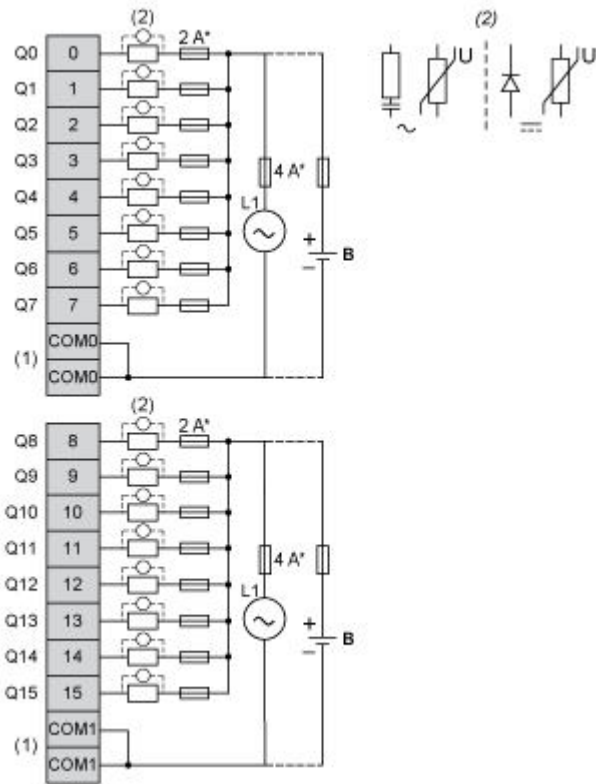 (2)
(2)
Q0 0 2 A*
U U
Q1 1
Q2 2
Q3 3
4 A*
Q4 4
L1
Q5 5
+
Q6 6
B
−
Q7 7
COM0
(1)
COM0
(2)
Q8 8 2 A*
Q9 9
Q10 10
Q11 11
4 A*
Q12 12
L1
Q13 13
+
Q14 14
B
−
Q15 15
COM1
(1)
COM1